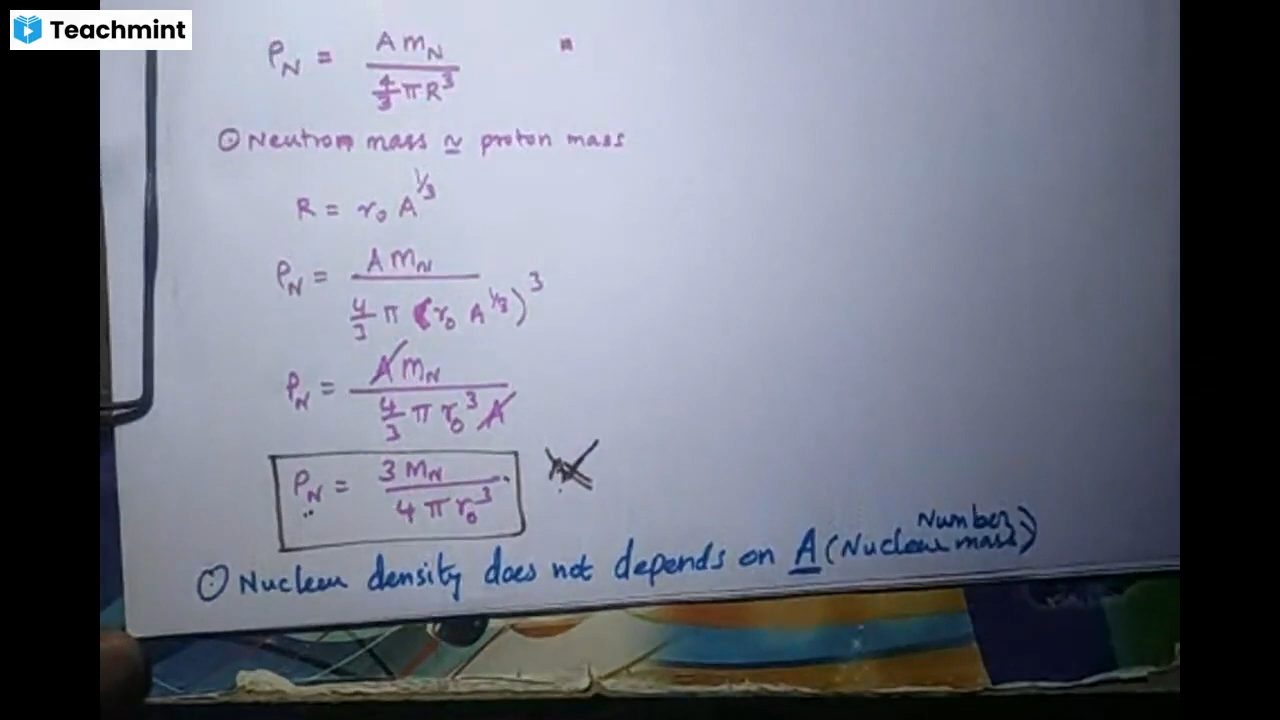 Teachmint
ρN = A mN / 4/3 π R³
⊙ Neutron mass ≃ proton mass
R = r₀ A^1/3
ρN = A mN / 4/3 π (r₀ A^1/3)³
ρN = A mN / 4/3 π r₀³ A
ρN = 3 mN / 4 π r₀³
Number
⊙ Nuclear density does not depends on A (Nuclear mass)